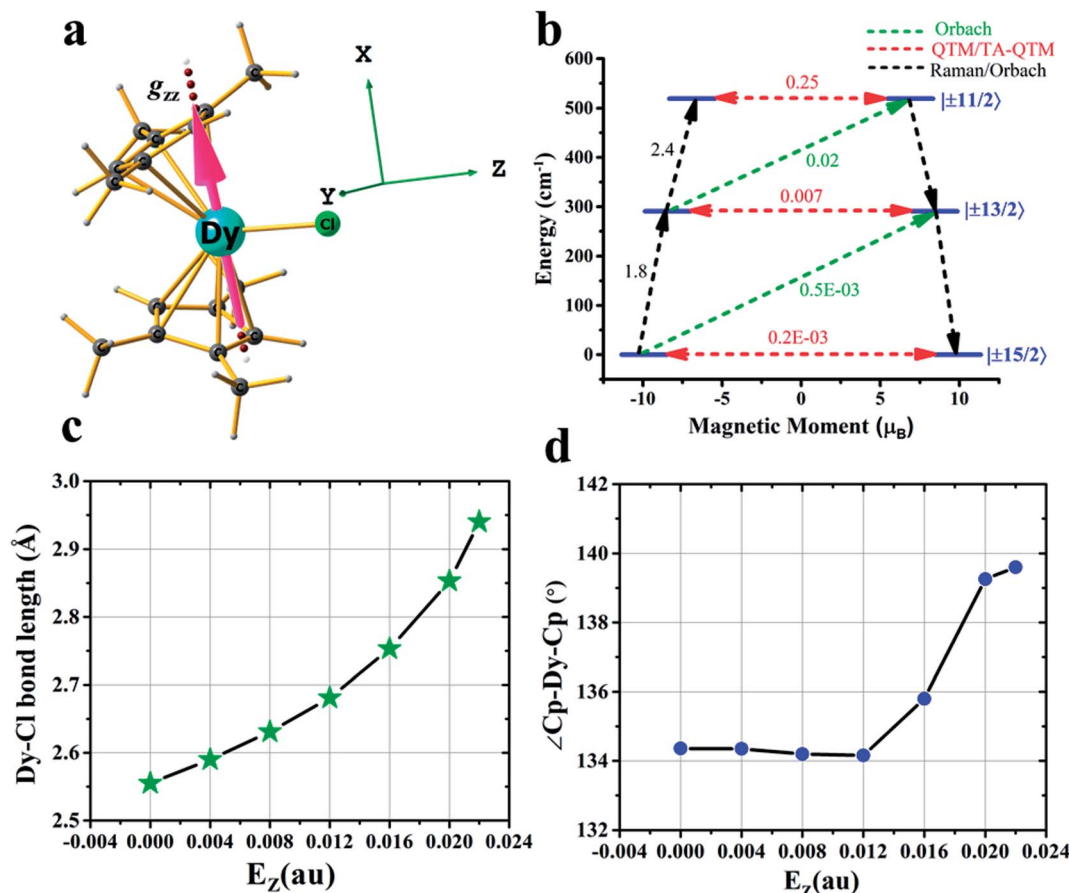 a
g_zz
X
Z
Y
Dy
Cl
C C C C C C C C C C C C C
b
Orbach
QTM/TA-QTM
Raman/Orbach
600
500
400
300
200
100
0
Energy (cm⁻¹)
0.25
|±11/2⟩
2.4
0.02
0.007
|±13/2⟩
1.8
0.5E-03
0.2E-03
|±15/2⟩
-10 -5 0 5 10
Magnetic Moment (μ_B)
c
3.0
2.9
2.8
2.7
2.6
2.5
Dy-Cl bond length (Å)
-0.004 0.000 0.004 0.008 0.012 0.016 0.020 0.024
E_Z(au)
d
142
140
138
136
134
132
∠Cp-Dy-Cp (°)
-0.004 0.000 0.004 0.008 0.012 0.016 0.020 0.024
E_Z(au)